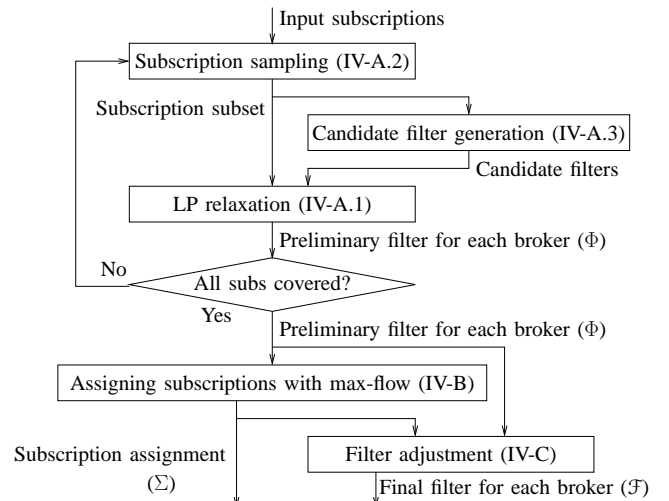 Input subscriptions
Subscription sampling (IV-A.2)
Subscription subset
Candidate filter generation (IV-A.3)
Candidate filters
LP relaxation (IV-A.1)
Preliminary filter for each broker (Φ)
No
All subs covered?
Yes
Preliminary filter for each broker (Φ)
Assigning subscriptions with max-flow (IV-B)
Subscription assignment
(Σ)
Filter adjustment (IV-C)
Final filter for each broker (ℱ)